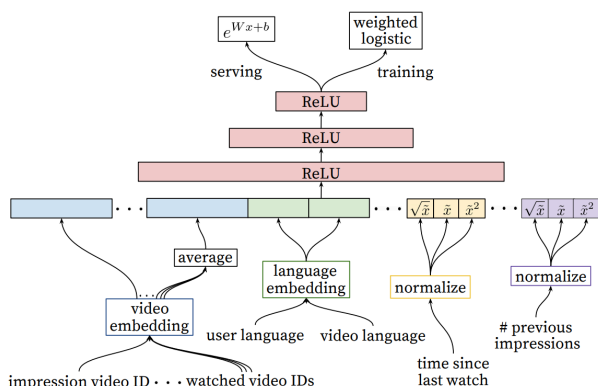 e^{Wx+b}
weighted
logistic
serving
training
ReLU
ReLU
ReLU
√x̃ x̃ x̃²
√x̃ x̃ x̃²
average
video
embedding
language
embedding
normalize
normalize
user language
video language
# previous
impressions
time since
last watch
impression video ID
watched video IDs